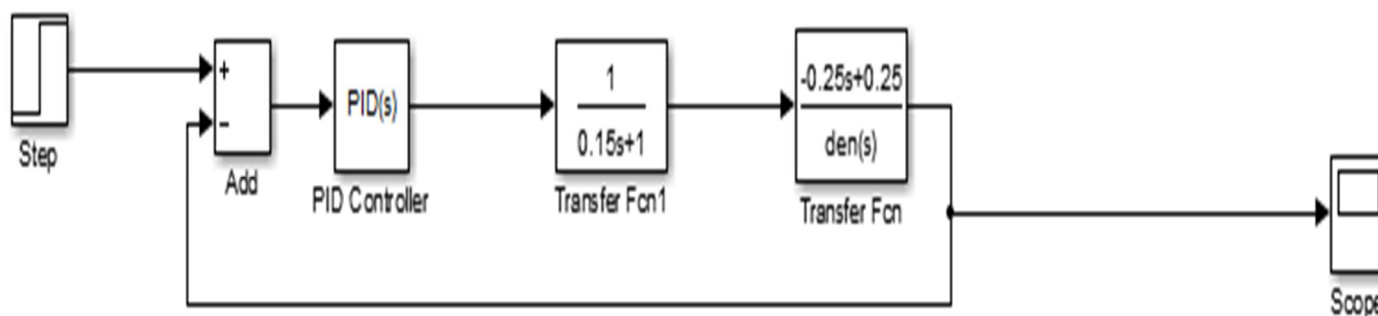 Step
+
−
Add
PID(s)
PID Controller
1
0.15s+1
Transfer Fcn1
-0.25s+0.25
den(s)
Transfer Fcn
Scope